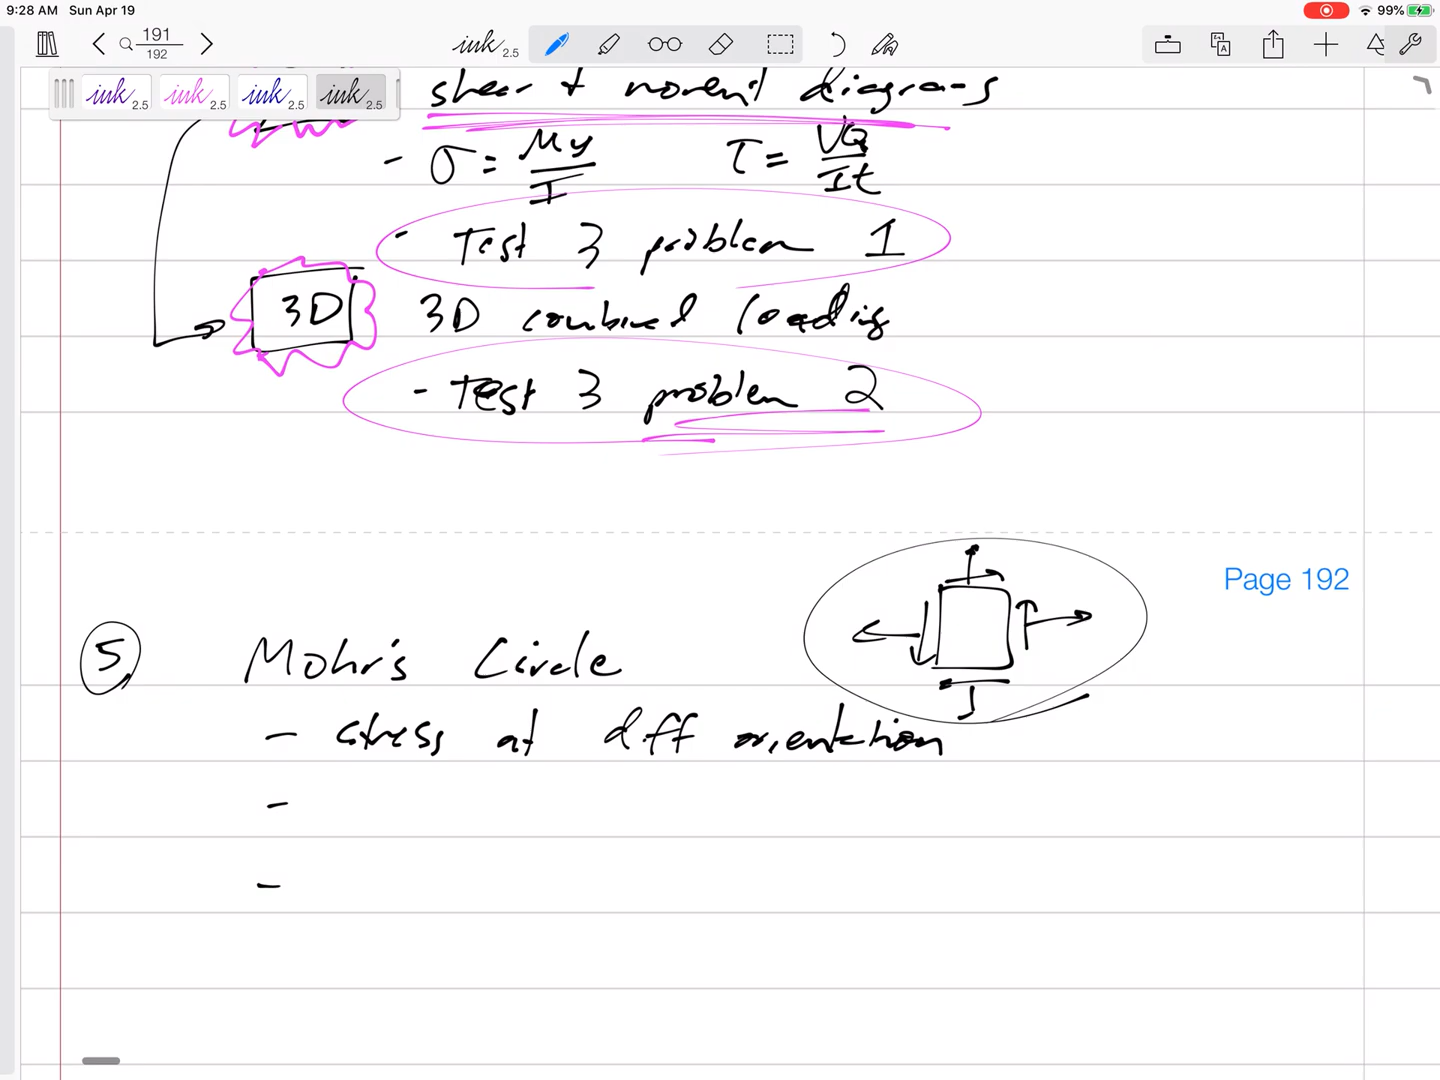 9:28 AM Sun Apr 19
99%
191
192
ink 2.5
ink 2.5 ink 2.5 ink 2.5 ink 2.5
shear + moment diagrams
- σ = My/I τ = VQ/It
- Test 3 problem 1
3D 3D combined loading
- Test 3 problem 2
Page 192
5, Mohr's Circle
- stress at diff orientation
-
-